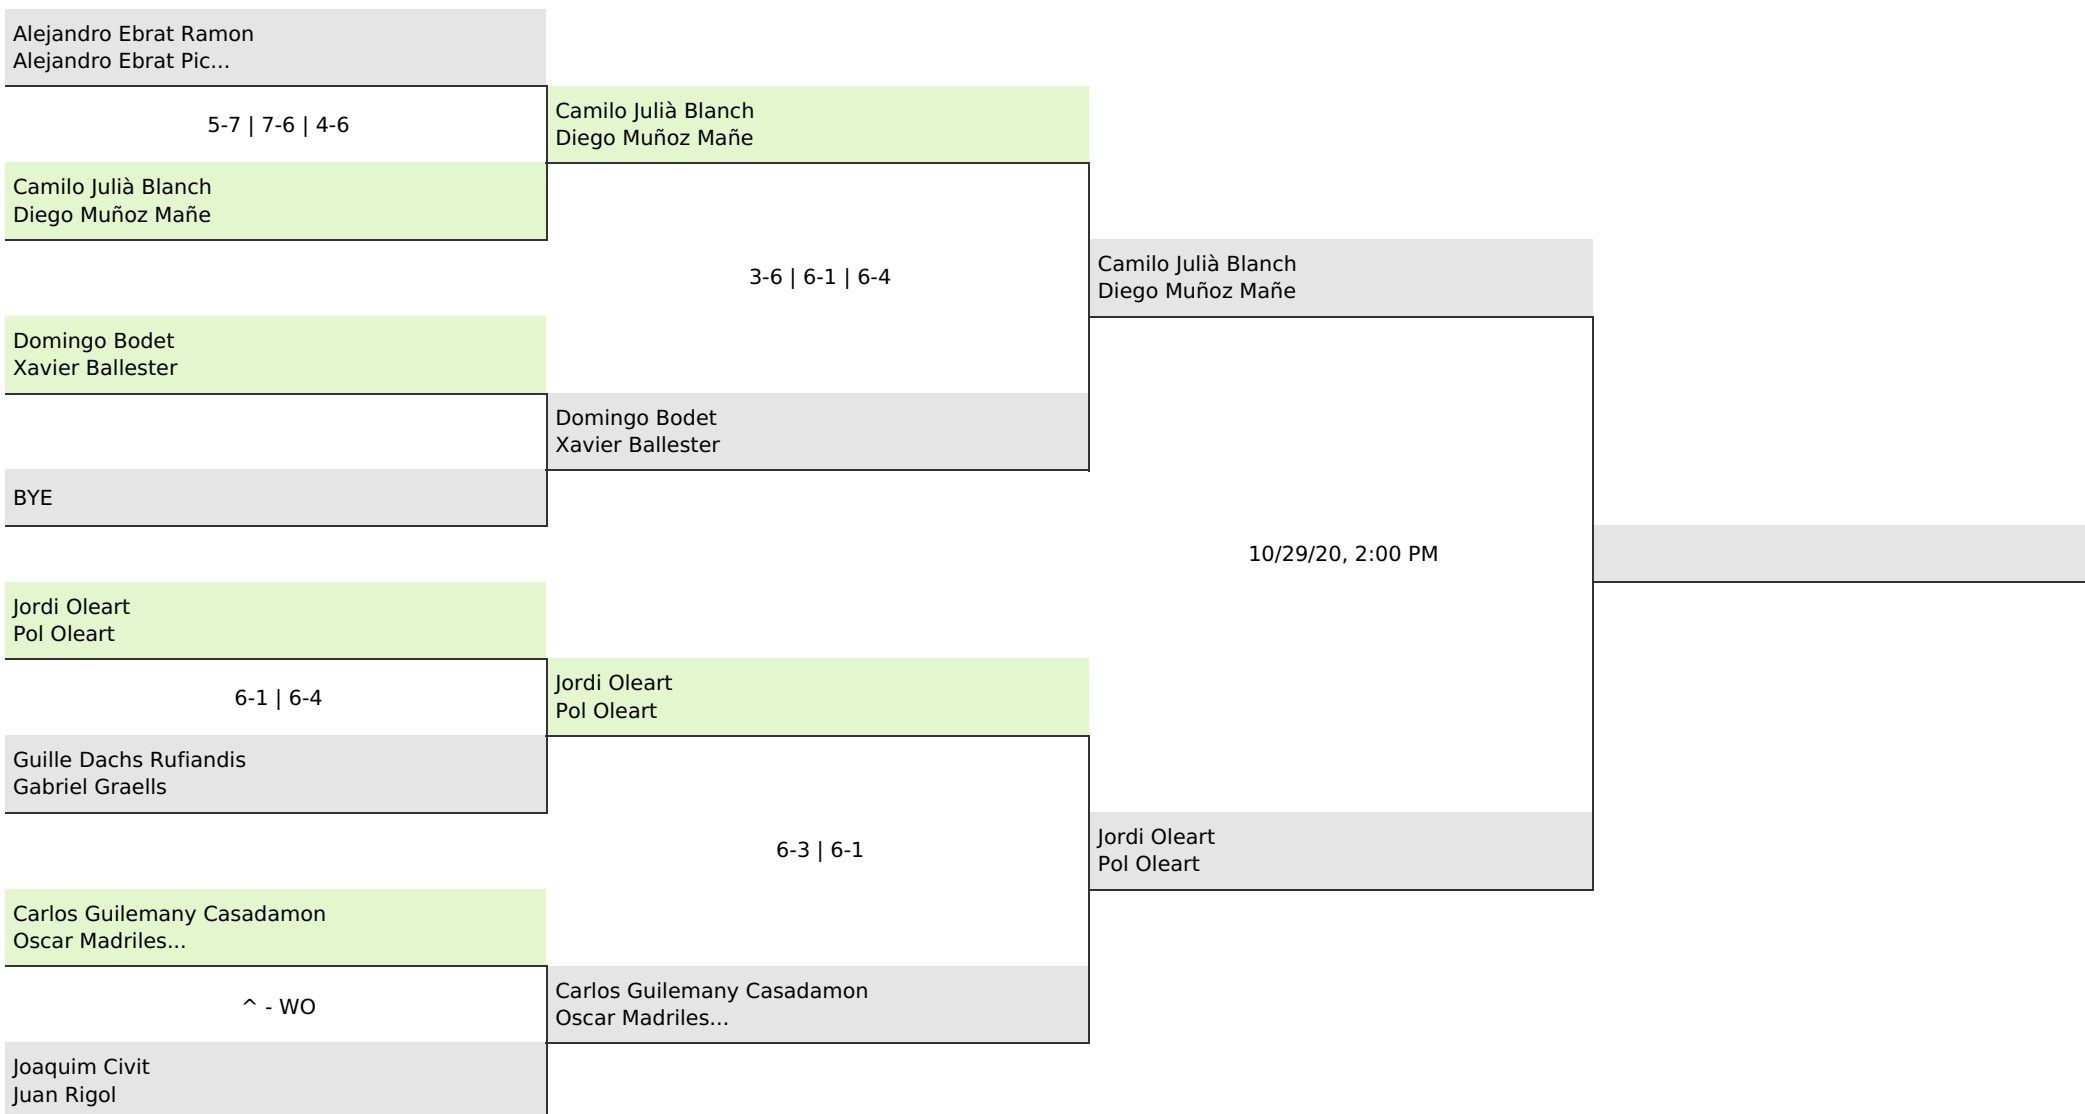 Alejandro Ebrat Ramon
Alejandro Ebrat Pic...
5-7 | 7-6 | 4-6
Camilo Julià Blanch
Diego Muñoz Mañe
Domingo Bodet
Xavier Ballester
BYE
Jordi Oleart
Pol Oleart
6-1 | 6-4
Guille Dachs Rufiandis
Gabriel Graells
Carlos Guilemany Casadamon
Oscar Madriles...
^ - WO
Joaquim Civit
Juan Rigol
Camilo Julià Blanch
Diego Muñoz Mañe
3-6 | 6-1 | 6-4
Domingo Bodet
Xavier Ballester
Jordi Oleart
Pol Oleart
6-3 | 6-1
Carlos Guilemany Casadamon
Oscar Madriles...
Camilo Julià Blanch
Diego Muñoz Mañe
10/29/20, 2:00 PM
Jordi Oleart
Pol Oleart